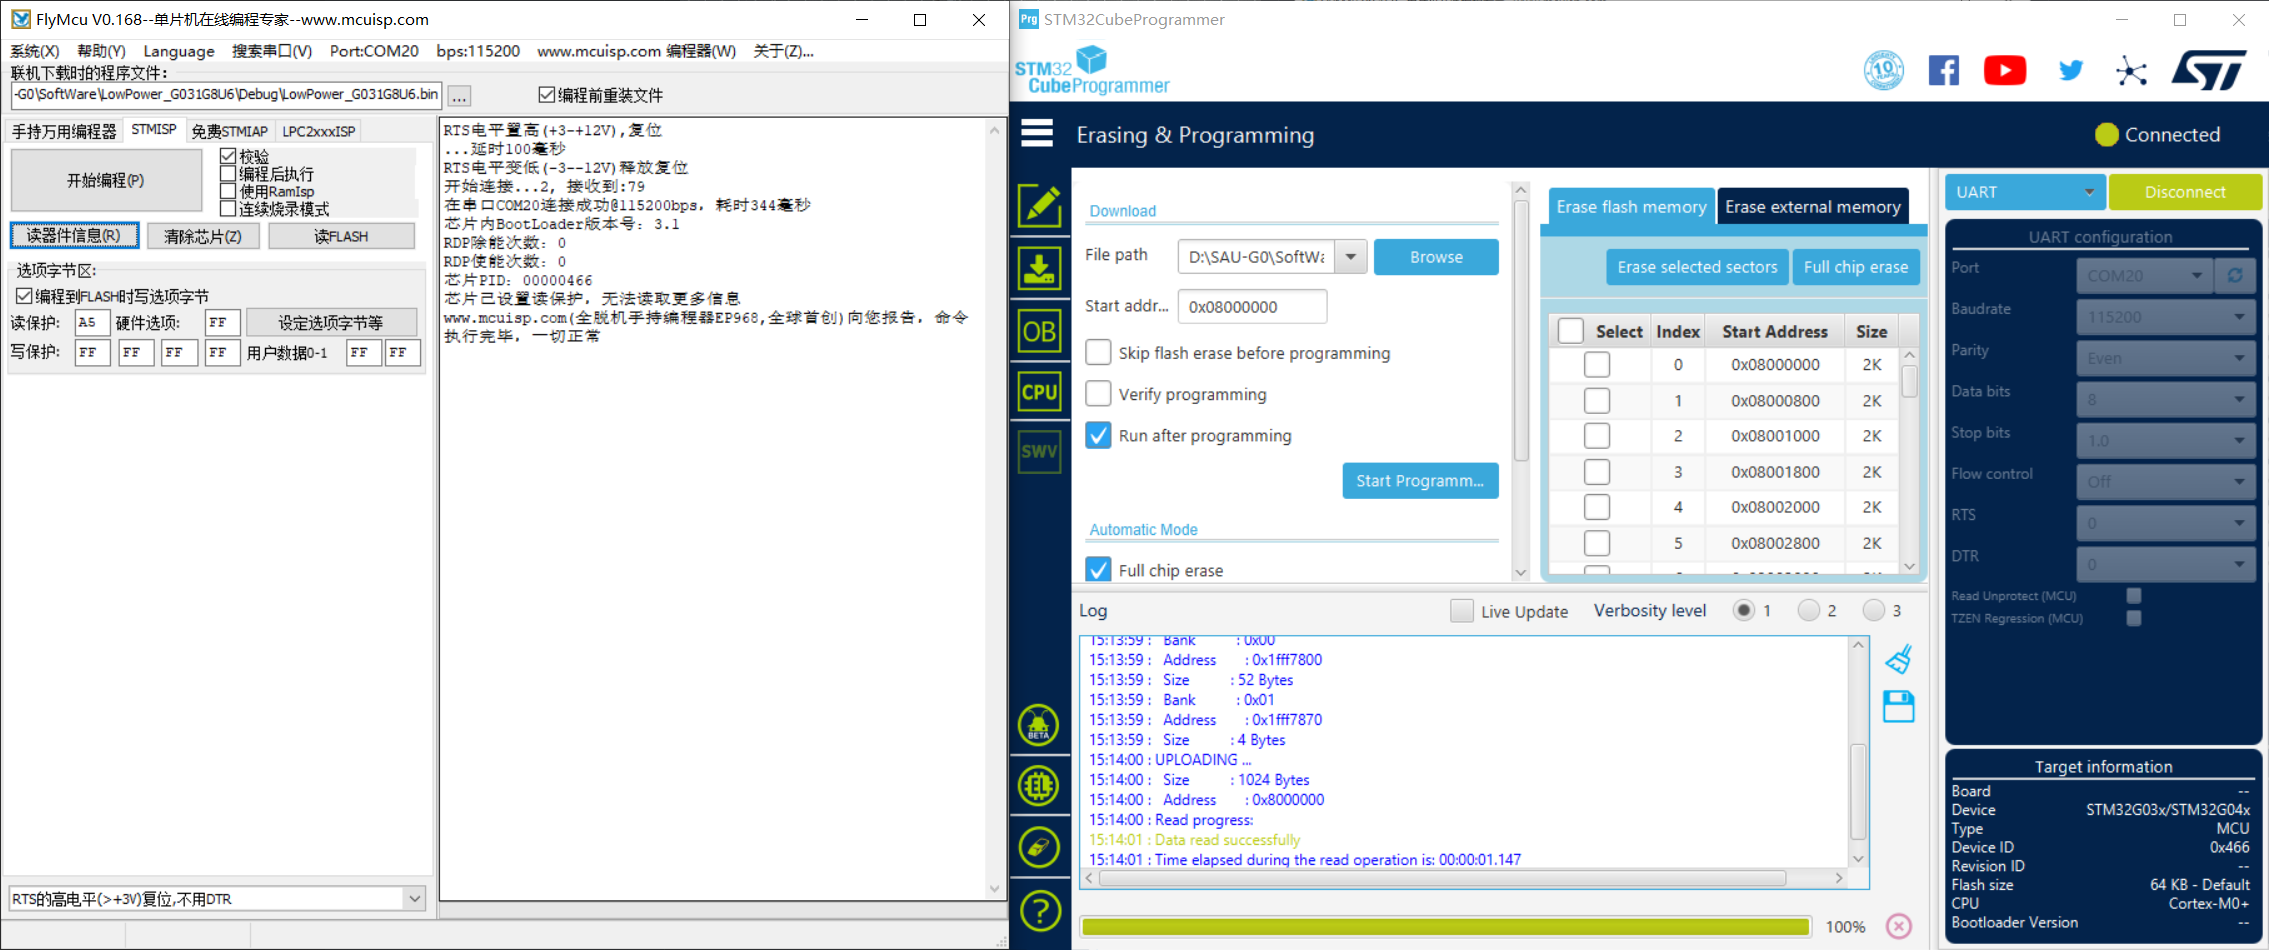 FlyMcu V0.168--单片机在线编程专家--www.mcuisp.com
系统(X) 帮助(Y) Language 搜索串口(V) Port:COM20 bps:115200 www.mcuisp.com 编程器(W) 关于(Z)...
联机下载时的程序文件:
-G0\SoftWare\LowPower_G031G8U6\Debug\LowPower_G031G8U6.bin ... 编程前重装文件
手持万用编程器 STMISP 免费STMIAP LPC2xxxISP
开始编程(P)
校验
编程后执行
使用RamIsp
连续烧录模式
读器件信息(R) 清除芯片(Z) 读FLASH
选项字节区:
编程到FLASH时写选项字节
读保护: A5 硬件选项: FF 设定选项字节等
写保护: FF FF FF FF 用户数据0-1 FF FF
RTS的高电平(>+3V)复位,不用DTR
RTS电平置高(+3-+12V),复位
...延时100毫秒
RTS电平变低(-3--12V)释放复位
开始连接...2, 接收到:79
在串口COM20连接成功@115200bps, 耗时344毫秒
芯片内BootLoader版本号: 3.1
RDP除能次数: 0
RDP使能次数: 0
芯片PID: 00000466
芯片已设置读保护, 无法读取更多信息
www.mcuisp.com(全脱机手持编程器EP968,全球首创)向您报告, 命令
执行完毕, 一切正常
Prg STM32CubeProgrammer
STM32
CubeProgrammer
10
ST
Erasing & Programming
Connected
OB
CPU
SWV
BETA
EL
?
Download
File path D:\SAU-G0\SoftWa Browse
Start addr... 0x08000000
Skip flash erase before programming
Verify programming
Run after programming
Start Programm...
Automatic Mode
Full chip erase
Erase flash memory Erase external memory
Erase selected sectors Full chip erase
Select Index Start Address Size
0 0x08000000 2K
1 0x08000800 2K
2 0x08001000 2K
3 0x08001800 2K
4 0x08002000 2K
5 0x08002800 2K
Log Live Update Verbosity level 1 2 3
15:13:59 : Bank : 0x00
15:13:59 : Address : 0x1fff7800
15:13:59 : Size : 52 Bytes
15:13:59 : Bank : 0x01
15:13:59 : Address : 0x1fff7870
15:13:59 : Size : 4 Bytes
15:14:00 : UPLOADING ...
15:14:00 : Size : 1024 Bytes
15:14:00 : Address : 0x8000000
15:14:00 : Read progress:
15:14:01 : Data read successfully
15:14:01 : Time elapsed during the read operation is: 00:00:01.147
100%
UART Disconnect
UART configuration
Port COM20
Baudrate 115200
Parity Even
Data bits 8
Stop bits 1.0
Flow control Off
RTS 0
DTR 0
Read Unprotect (MCU)
TZEN Regression (MCU)
Target information
Board --
Device STM32G03x/STM32G04x
Type MCU
Device ID 0x466
Revision ID --
Flash size 64 KB - Default
CPU Cortex-M0+
Bootloader Version --